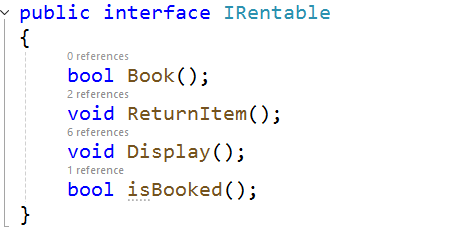 public interface IRentable
{
0 references
bool Book();
2 references
void ReturnItem();
6 references
void Display();
1 reference
bool isBooked();
}